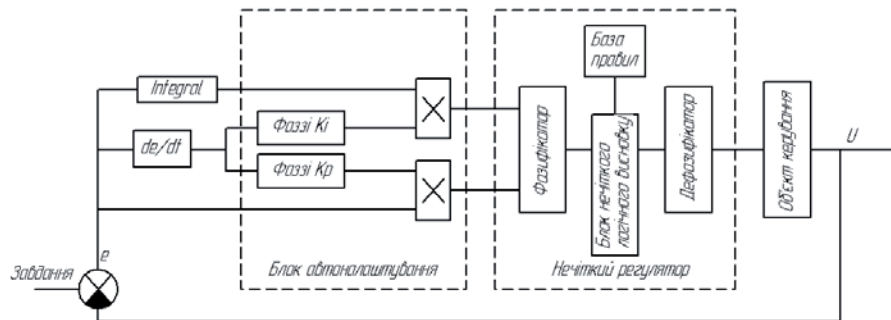 База
правил
Integral
Фаззі Ki
de/dt
Фаззі Kp
Фазифікатор
Блок нечіткого
логічного висновку
Дефазифікатор
Об'єкт керування
U
e
Завдання
Блок автоналаштування
Нечіткий регулятор